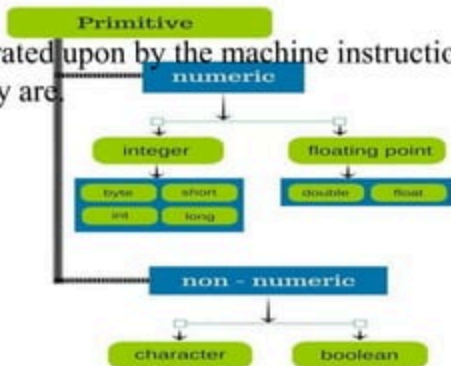 Primitive
rated upon by the machine instructio
numeric
y are.
integer floating point
byte short double float
int long
non - numeric
character boolean